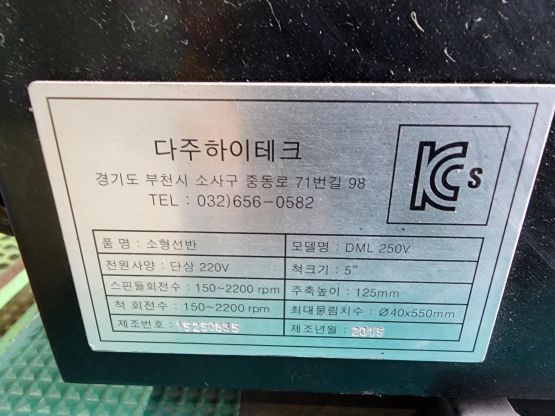 다주하이테크
경기도 부천시 소사구 중동로 71번길 98
TEL : 032)656-0582
KCs
품 명 : 소형선반 모델명 : DML 250V
전원사양 : 단상 220V 척크기 : 5"
스핀들회전수 : 150~2200 rpm 주축높이 : 125mm
척 회전수 : 150~2200 rpm 최대물림치수 : Ø40x550mm
제조번호 : 15250635 제조년월 : 2015